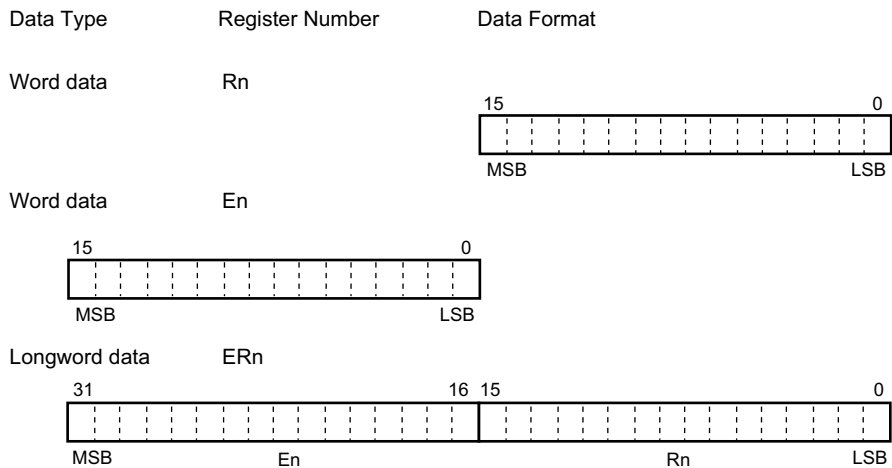 Data Type Register Number Data Format
Word data Rn
15 0
MSB LSB
Word data En
15 0
MSB LSB
Longword data ERn
31 16 15 0
MSB En Rn LSB